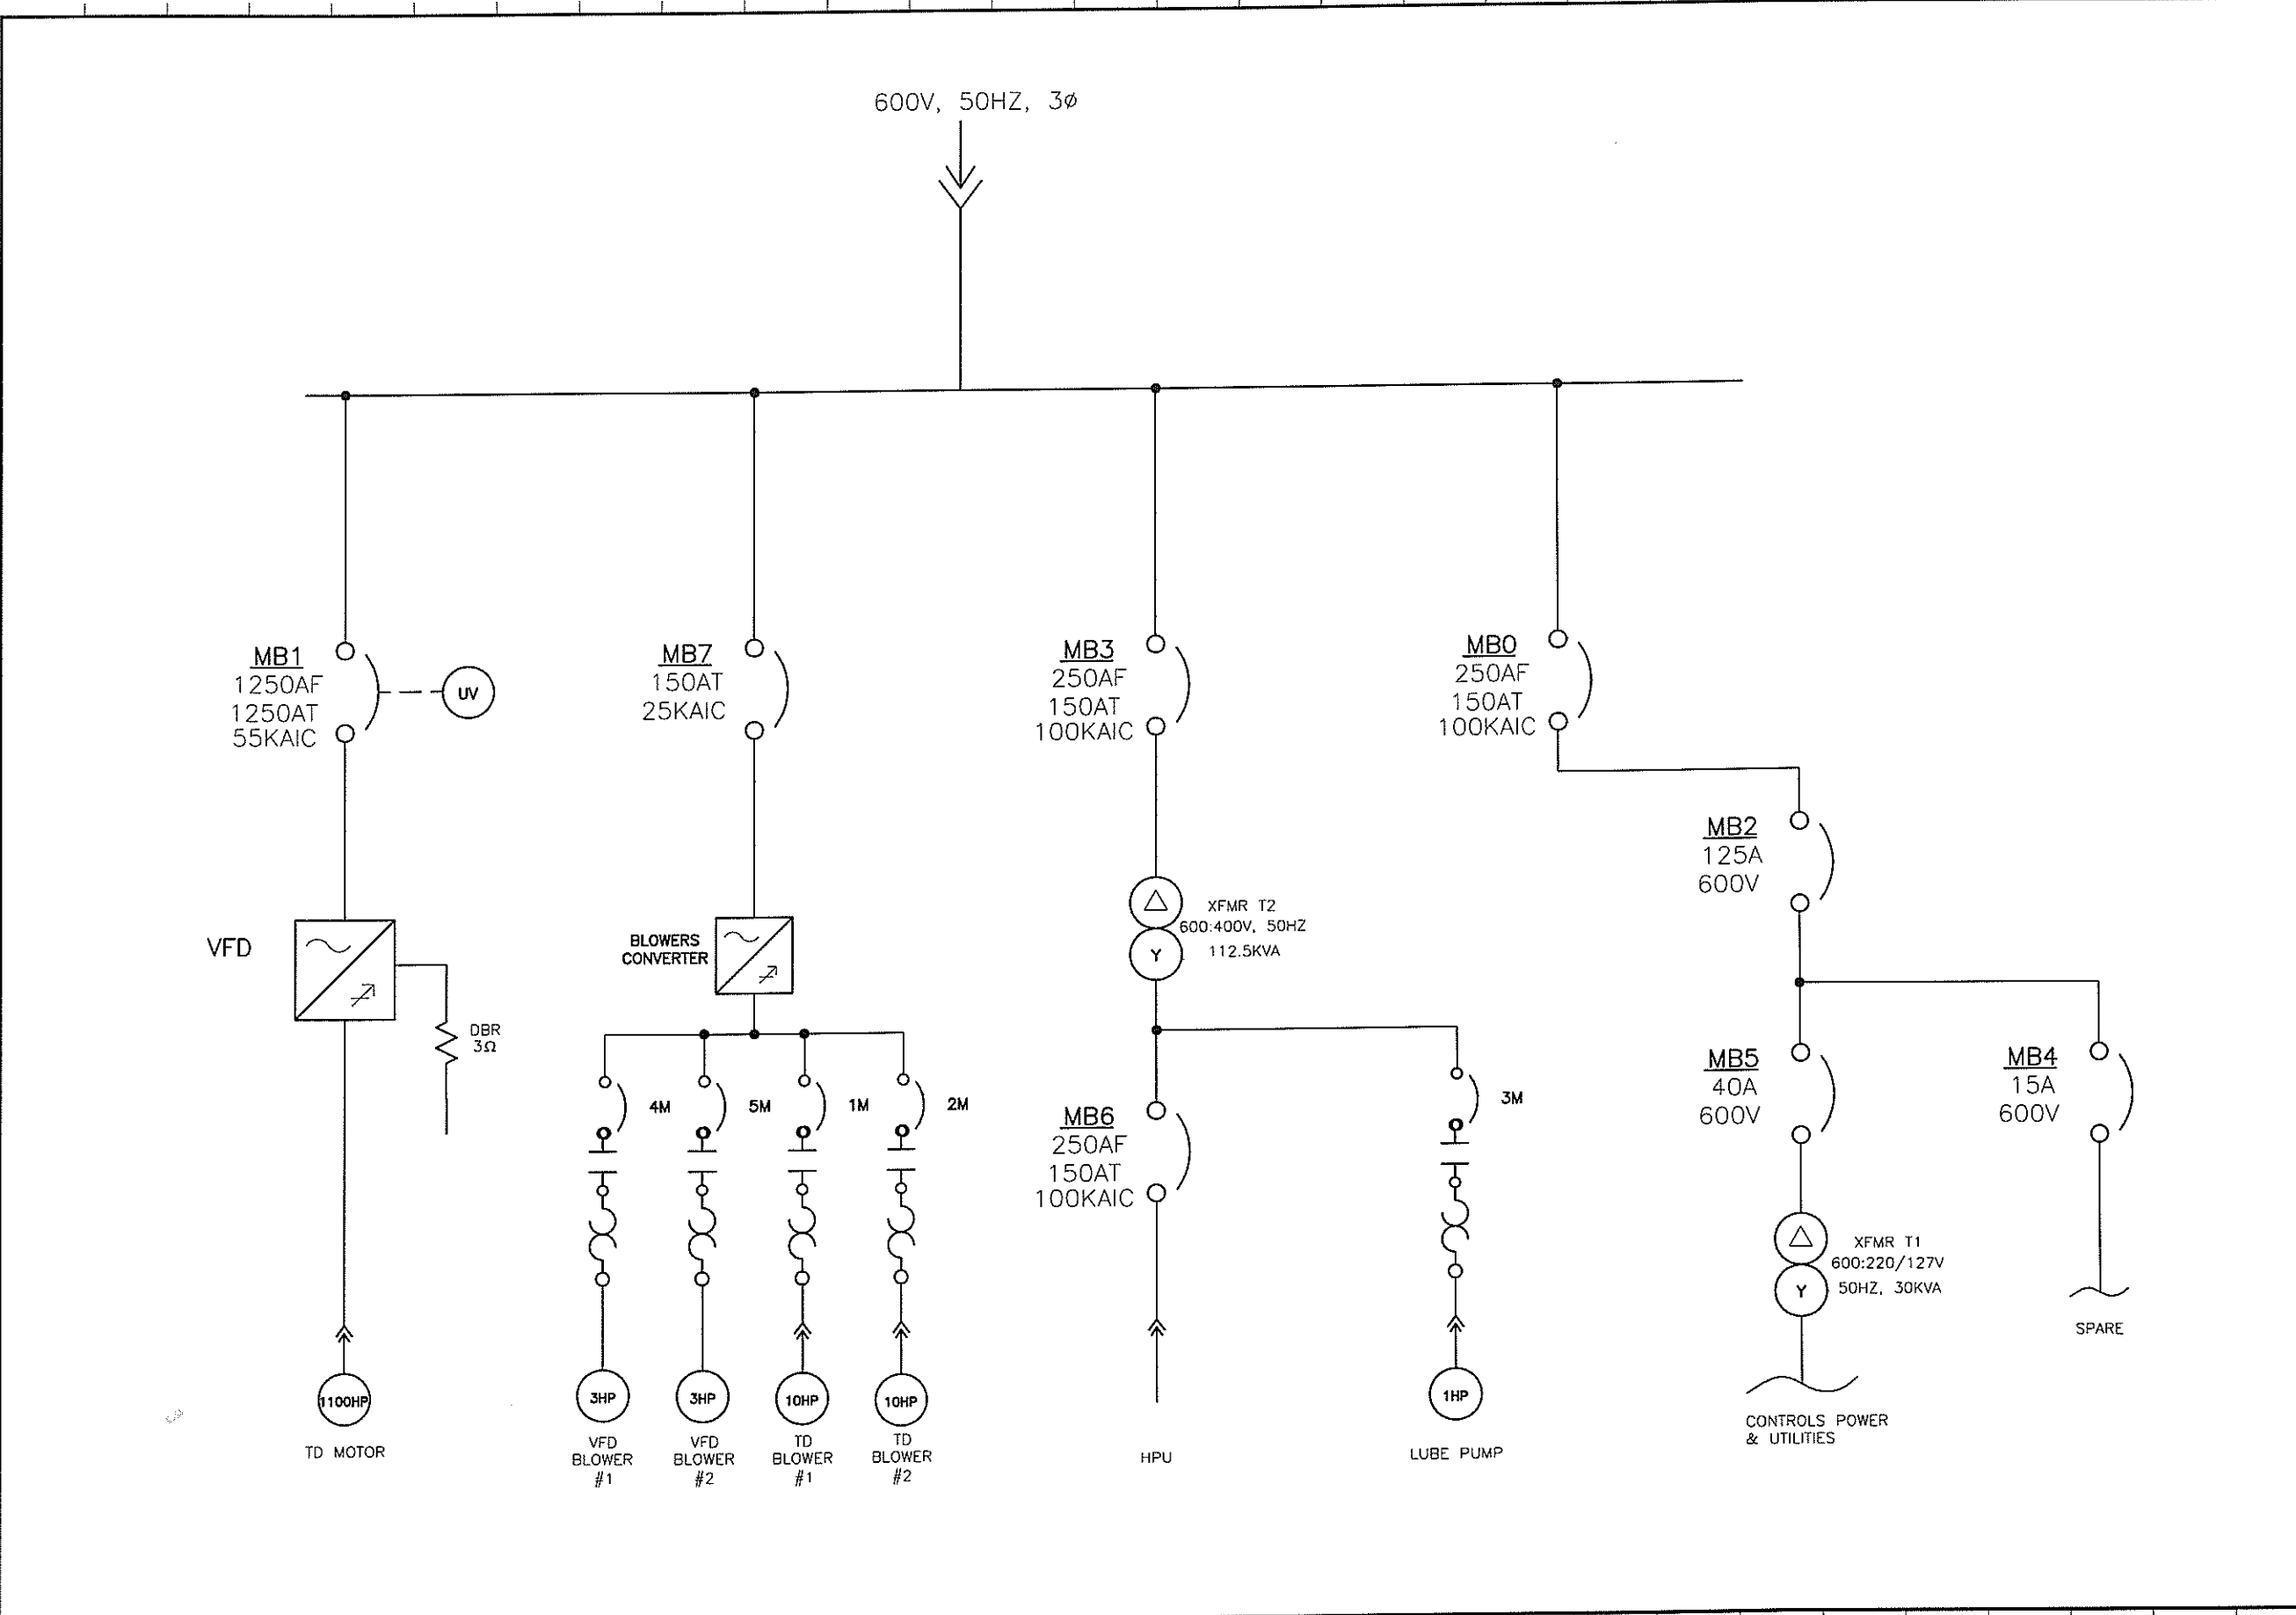 600V, 50HZ, 3ø
MB1
1250AF
1250AT
55KAIC
UV
MB7
150AT
25KAIC
MB3
250AF
150AT
100KAIC
MB0
250AF
150AT
100KAIC
MB2
125A
600V
VFD
DBR
3Ω
BLOWERS
CONVERTER
XFMR T2
600:400V, 50HZ
112.5KVA
Y
4M
5M
1M
2M
MB6
250AF
150AT
100KAIC
3M
MB5
40A
600V
MB4
15A
600V
XFMR T1
600:220/127V
50HZ, 30KVA
Y
SPARE
1100HP
TD MOTOR
3HP
VFD
BLOWER
#1
3HP
VFD
BLOWER
#2
10HP
TD
BLOWER
#1
10HP
TD
BLOWER
#2
HPU
1HP
LUBE PUMP
CONTROLS POWER
& UTILITIES